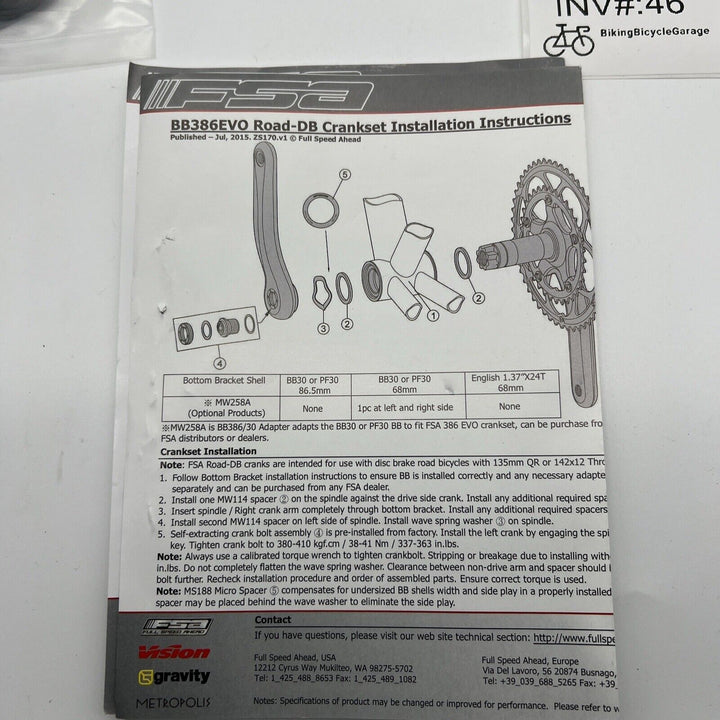 INV#:46
BikingBicycleGarage
FSA
BB386EVO Road-DB Crankset Installation Instructions
Published – Jul, 2015. ZS170.v1 © Full Speed Ahead
⑤
③
②
①
②
④
Bottom Bracket Shell BB30 or PF30 86.5mm BB30 or PF30 68mm English 1.37"X24T 68mm
※ MW258A (Optional Products) None 1pc at left and right side None
※MW258A is BB386/30 Adapter adapts the BB30 or PF30 BB to fit FSA 386 EVO crankset, can be purchase fro
FSA distributors or dealers.
Crankset Installation
Note: FSA Road-DB cranks are intended for use with disc brake road bicycles with 135mm QR or 142x12 Thr
1. Follow Bottom Bracket installation instructions to ensure BB is installed correctly and any necessary adapte
separately and can be purchased from any FSA dealer.
2. Install one MW114 spacer ② on the spindle against the drive side crank. Install any additional required spa
3. Insert spindle / Right crank arm completely through bottom bracket. Install any additional required spacers
4. Install second MW114 spacer on left side of spindle. Install wave spring washer ③ on spindle.
5. Self-extracting crank bolt assembly ④ is pre-installed from factory. Install the left crank by engaging the spi
key. Tighten crank bolt to 380-410 kgf.cm / 38-41 Nm / 337-363 in.lbs.
Note: Always use a calibrated torque wrench to tighten crankbolt. Stripping or breakage due to installing with
in.lbs. Do not completely flatten the wave spring washer. Clearance between non-drive arm and spacer should
bolt further. Recheck installation procedure and order of assembled parts. Ensure correct torque is used.
Note: MS188 Micro Spacer ⑤ compensates for undersized BB shells width and side play in a properly installed
spacer may be placed behind the wave washer to eliminate the side play.
FSA
FULL SPEED AHEAD
Vision
gravity
METROPOLIS
Contact
If you have questions, please visit our web site technical section: http://www.fullspe
Full Speed Ahead, USA
12212 Cyrus Way Mukilteo, WA 98275-5702
Tel: 1_425_488_8653 Fax: 1_425_489_1082
Full Speed Ahead, Europe
Via Del Lavoro, 56 20874 Busnago,
Tel: +39_039_688_5265 Fax: +39_
Notes: Specifications of product may be changed or improved for performance. Please refer to w